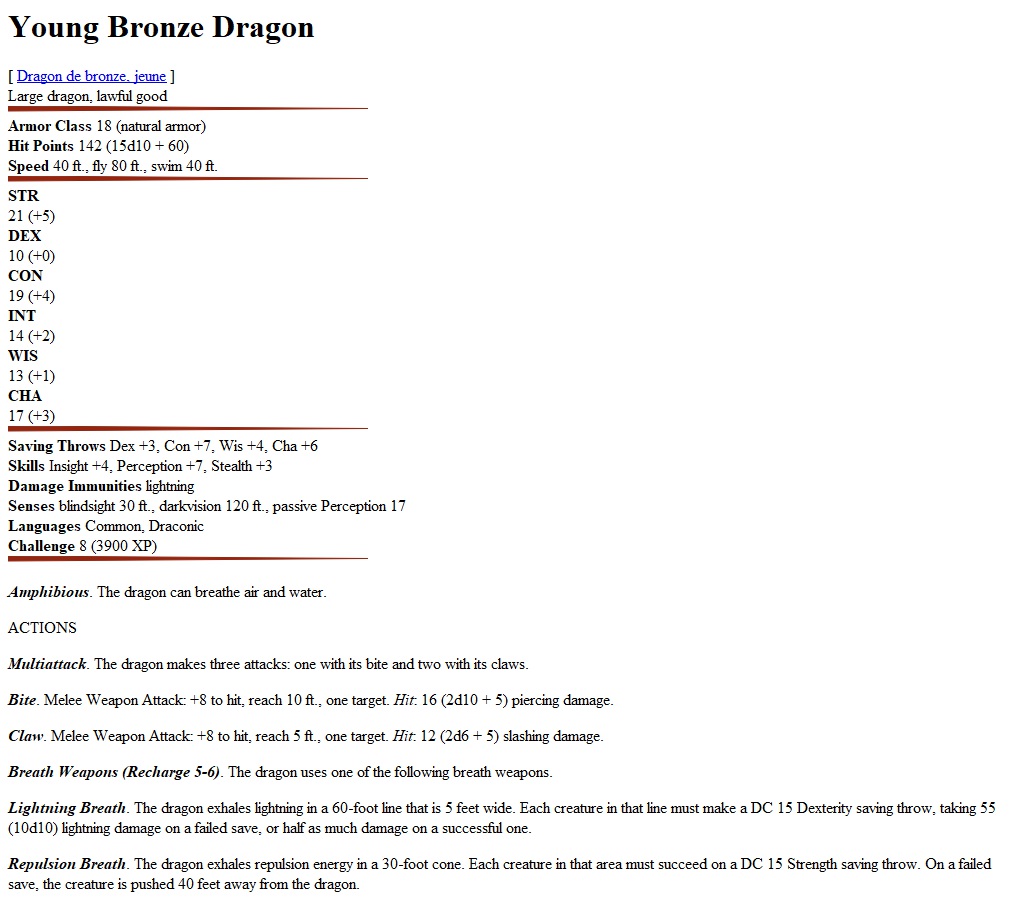 Young Bronze Dragon
[ Dragon de bronze, jeune ]
Large dragon, lawful good
Armor Class 18 (natural armor)
Hit Points 142 (15d10 + 60)
Speed 40 ft., fly 80 ft., swim 40 ft.
STR
21 (+5)
DEX
10 (+0)
CON
19 (+4)
INT
14 (+2)
WIS
13 (+1)
CHA
17 (+3)
Saving Throws Dex +3, Con +7, Wis +4, Cha +6
Skills Insight +4, Perception +7, Stealth +3
Damage Immunities lightning
Senses blindsight 30 ft., darkvision 120 ft., passive Perception 17
Languages Common, Draconic
Challenge 8 (3900 XP)
Amphibious. The dragon can breathe air and water.
ACTIONS
Multiattack. The dragon makes three attacks: one with its bite and two with its claws.
Bite. Melee Weapon Attack: +8 to hit, reach 10 ft., one target. Hit: 16 (2d10 + 5) piercing damage.
Claw. Melee Weapon Attack: +8 to hit, reach 5 ft., one target. Hit: 12 (2d6 + 5) slashing damage.
Breath Weapons (Recharge 5-6). The dragon uses one of the following breath weapons.
Lightning Breath. The dragon exhales lightning in a 60-foot line that is 5 feet wide. Each creature in that line must make a DC 15 Dexterity saving throw, taking 55
(10d10) lightning damage on a failed save, or half as much damage on a successful one.
Repulsion Breath. The dragon exhales repulsion energy in a 30-foot cone. Each creature in that area must succeed on a DC 15 Strength saving throw. On a failed
save, the creature is pushed 40 feet away from the dragon.